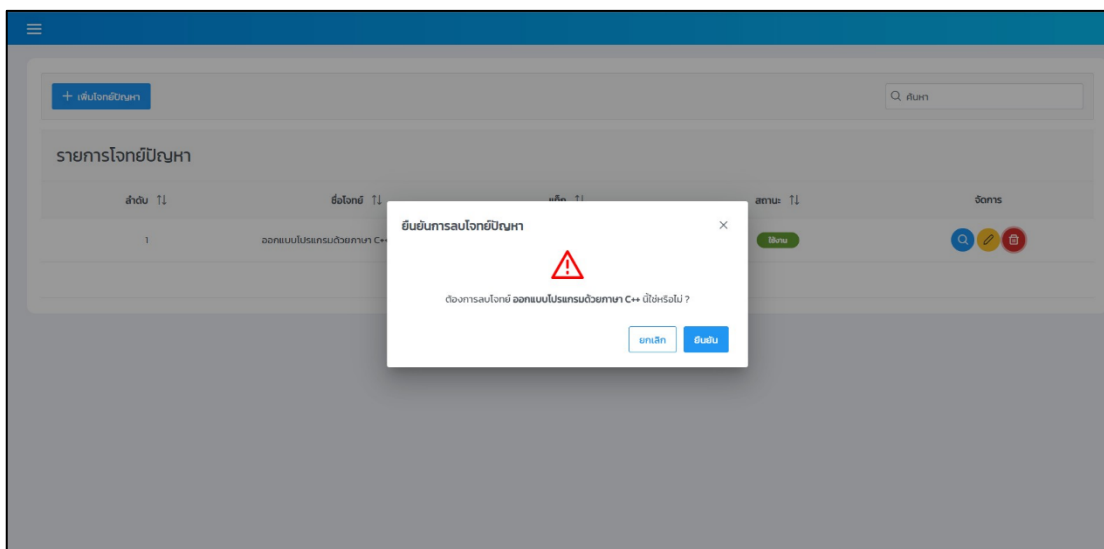 + เพิ่มโจทย์ปัญหา
ค้นหา
รายการโจทย์ปัญหา
ลำดับ ชื่อโจทย์ แท็ก สถานะ จัดการ
1 ออกแบบโปรแกรมด้วยภาษา C++ ใช้งาน
ยืนยันการลบโจทย์ปัญหา
ต้องการลบโจทย์ ออกแบบโปรแกรมด้วยภาษา C++ นี้ใช่หรือไม่ ?
ยกเลิก ยืนยัน